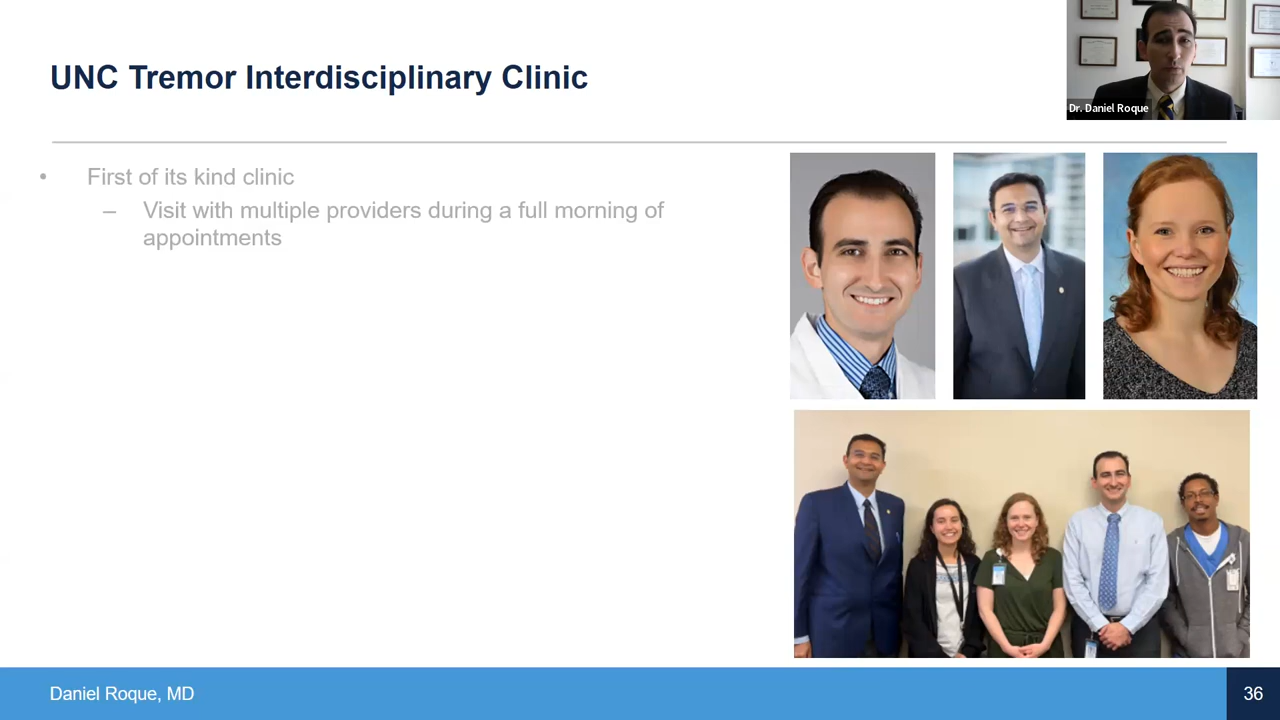 UNC Tremor Interdisciplinary Clinic
Dr. Daniel Roque
• First of its kind clinic
– Visit with multiple providers during a full morning of
appointments
Daniel Roque, MD
36